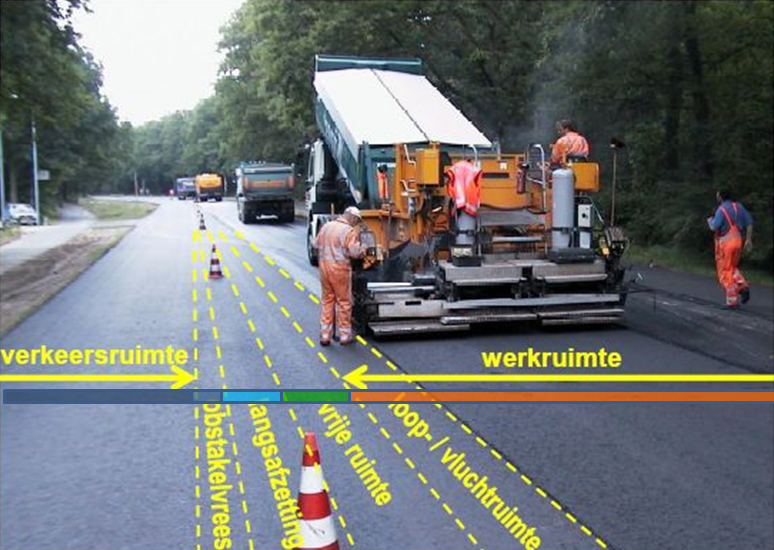 verkeersruimte
werkruimte
obstakelvrees
langsafzetting
vrije ruimte
loop- / vluchtruimte